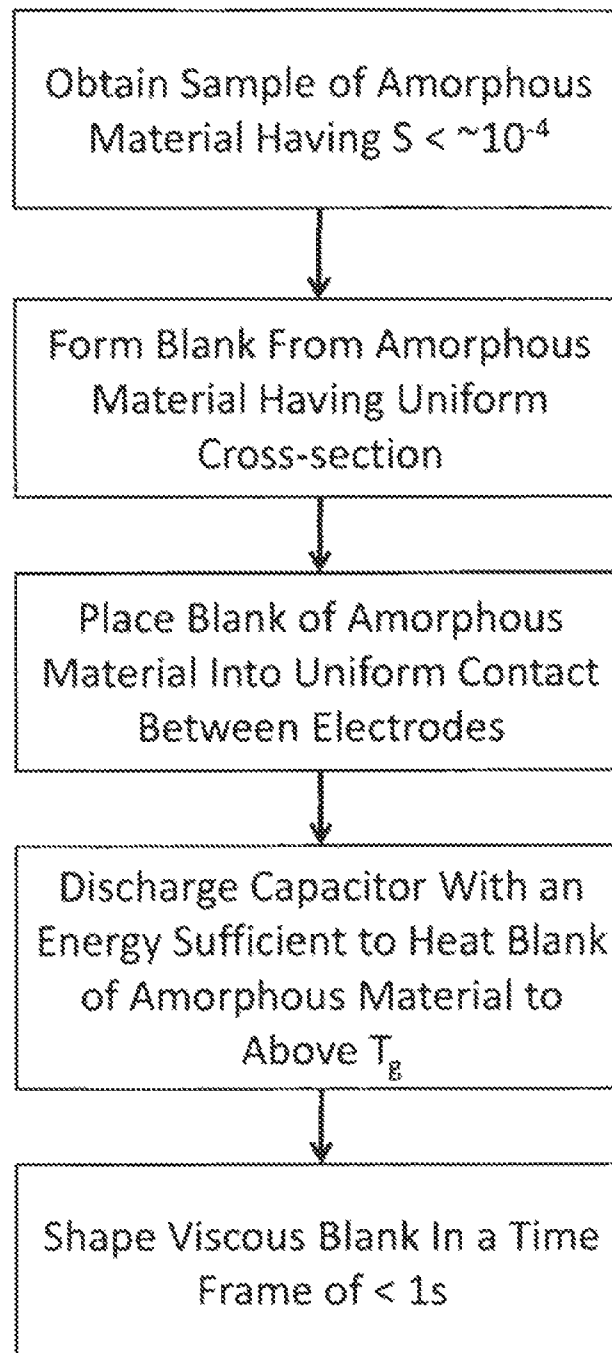 Obtain Sample of Amorphous
Material Having S < ~10⁻⁴
Form Blank From Amorphous
Material Having Uniform
Cross-section
Place Blank of Amorphous
Material Into Uniform Contact
Between Electrodes
Discharge Capacitor With an
Energy Sufficient to Heat Blank
of Amorphous Material to
Above T_g
Shape Viscous Blank In a Time
Frame of < 1s